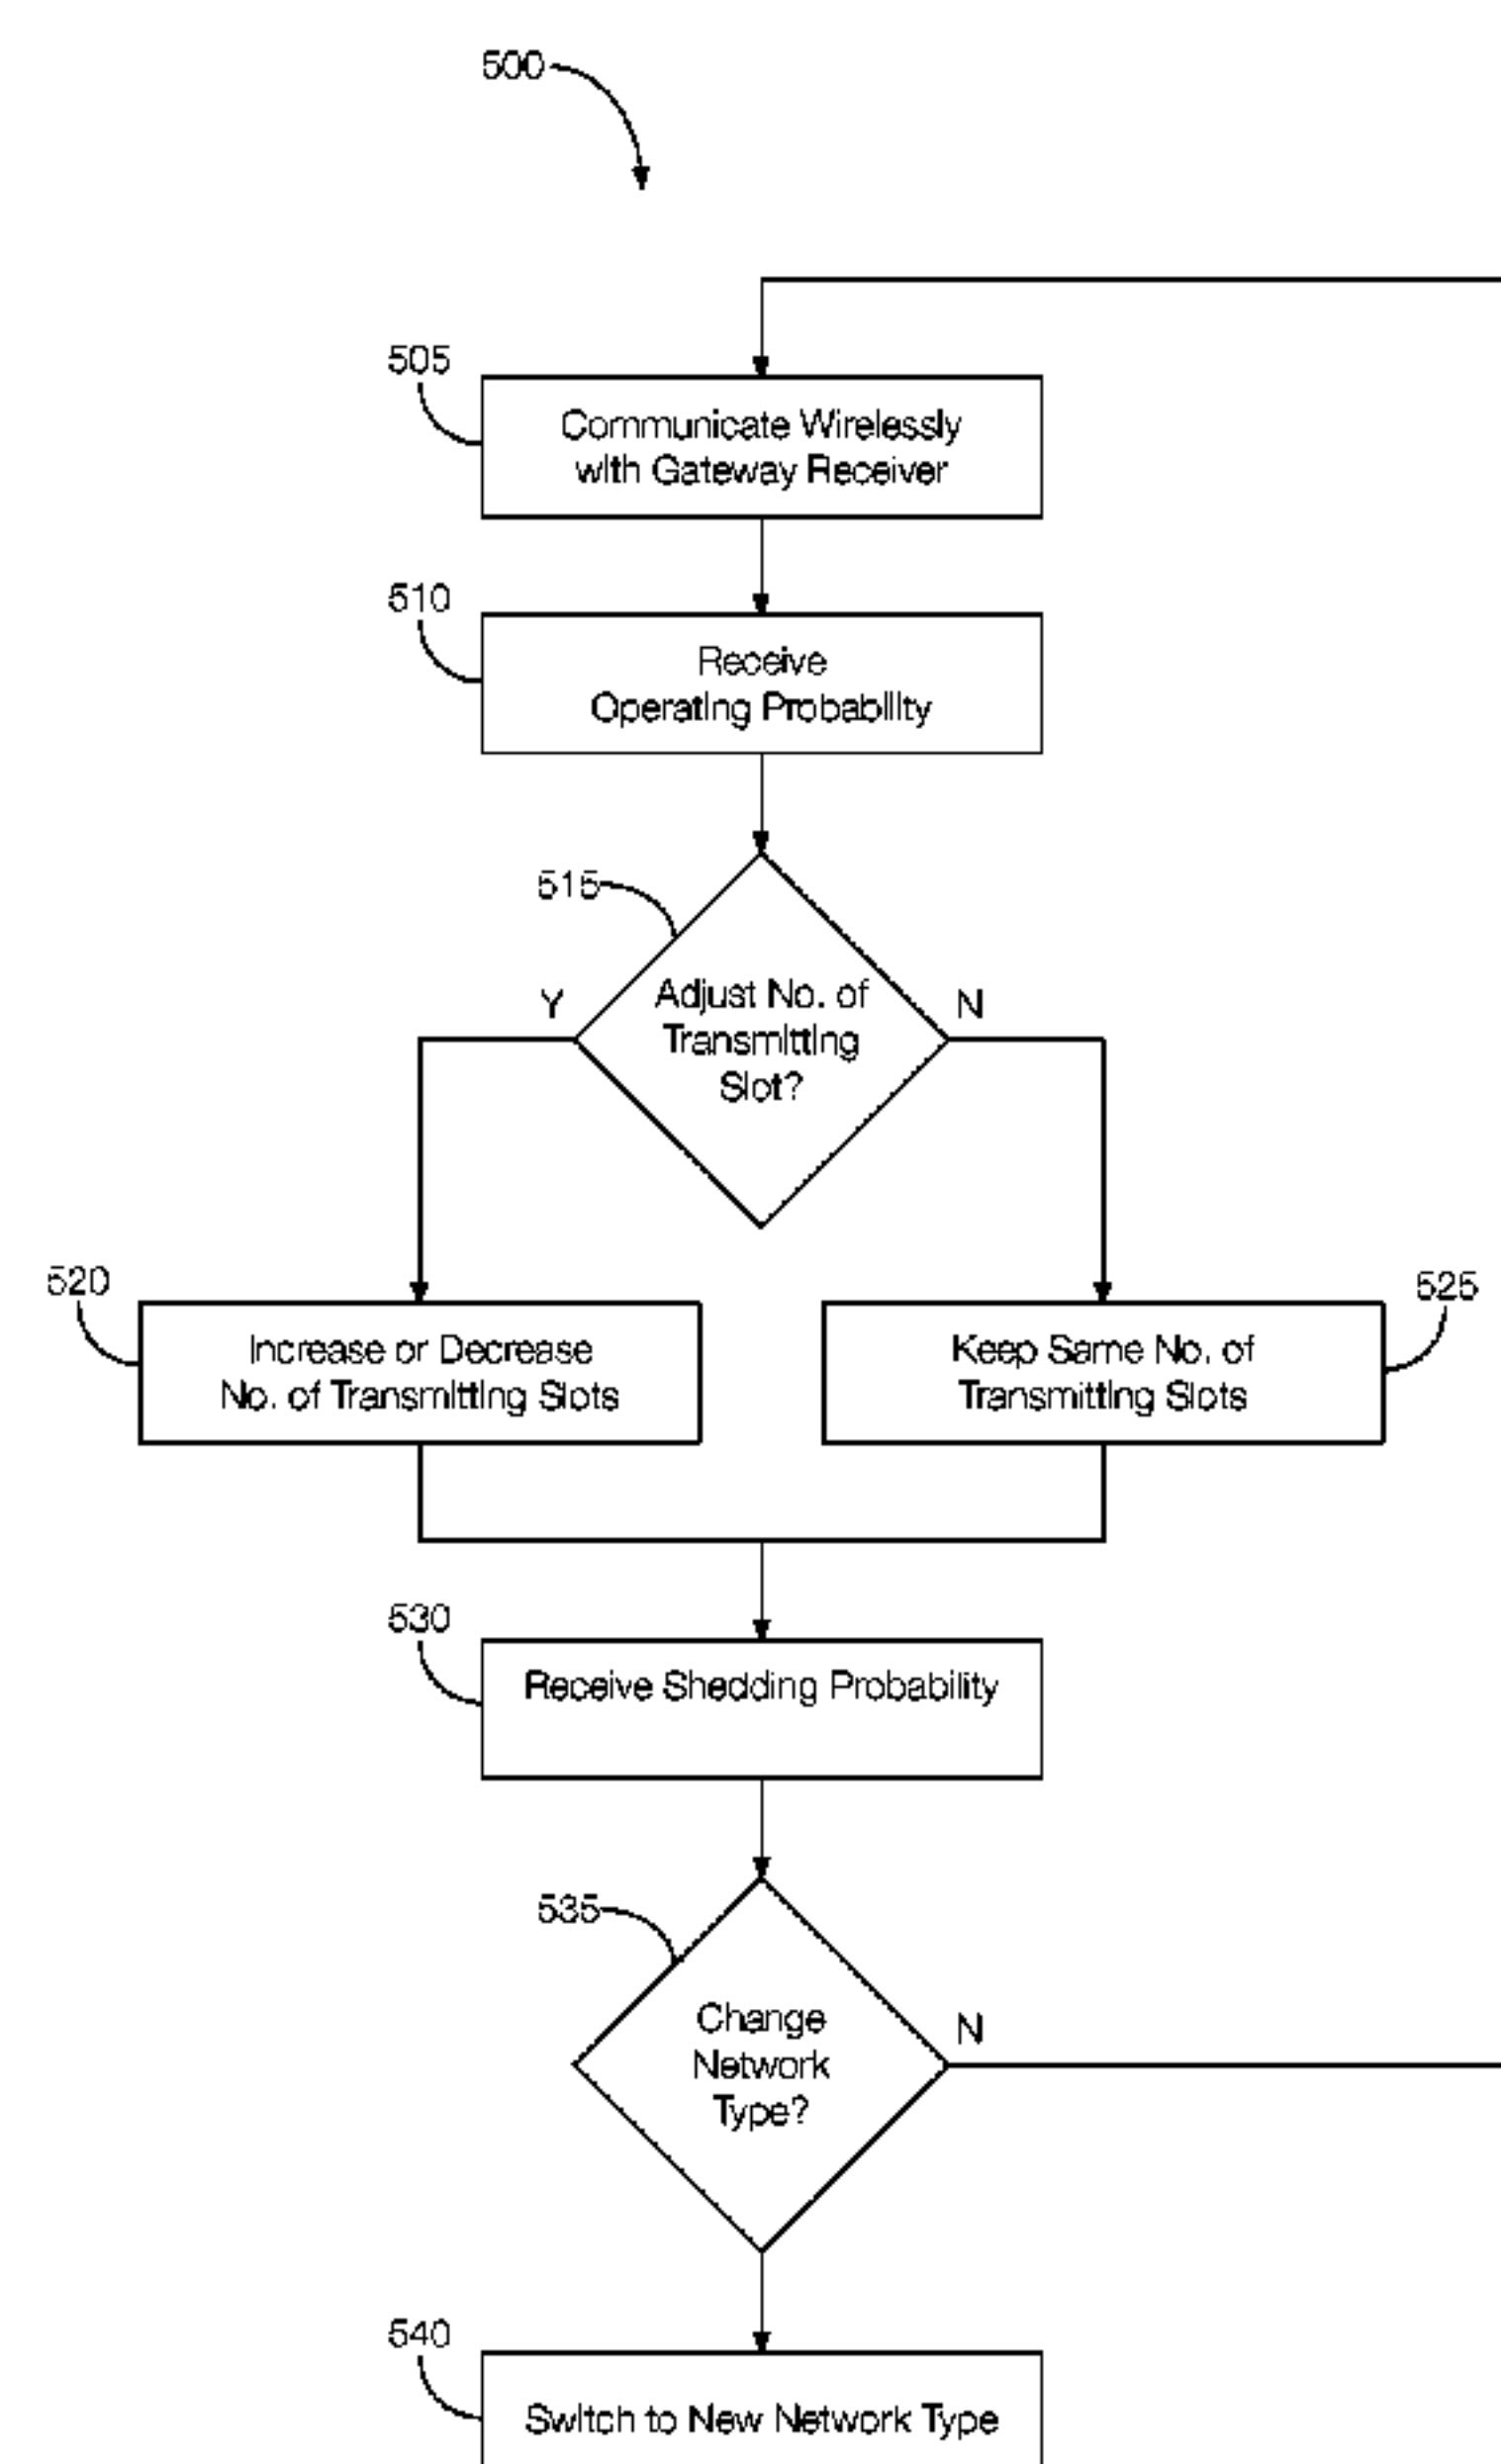 500
505
Communicate Wirelessly
with Gateway Receiver
510
Receive
Operating Probability
515
Y
Adjust No. of
Transmitting
Slot?
N
520
Increase or Decrease
No. of Transmitting Slots
Keep Same No. of
Transmitting Slots
525
530
Receive Shedding Probability
535
Change
Network
Type?
N
540
Switch to New Network Type